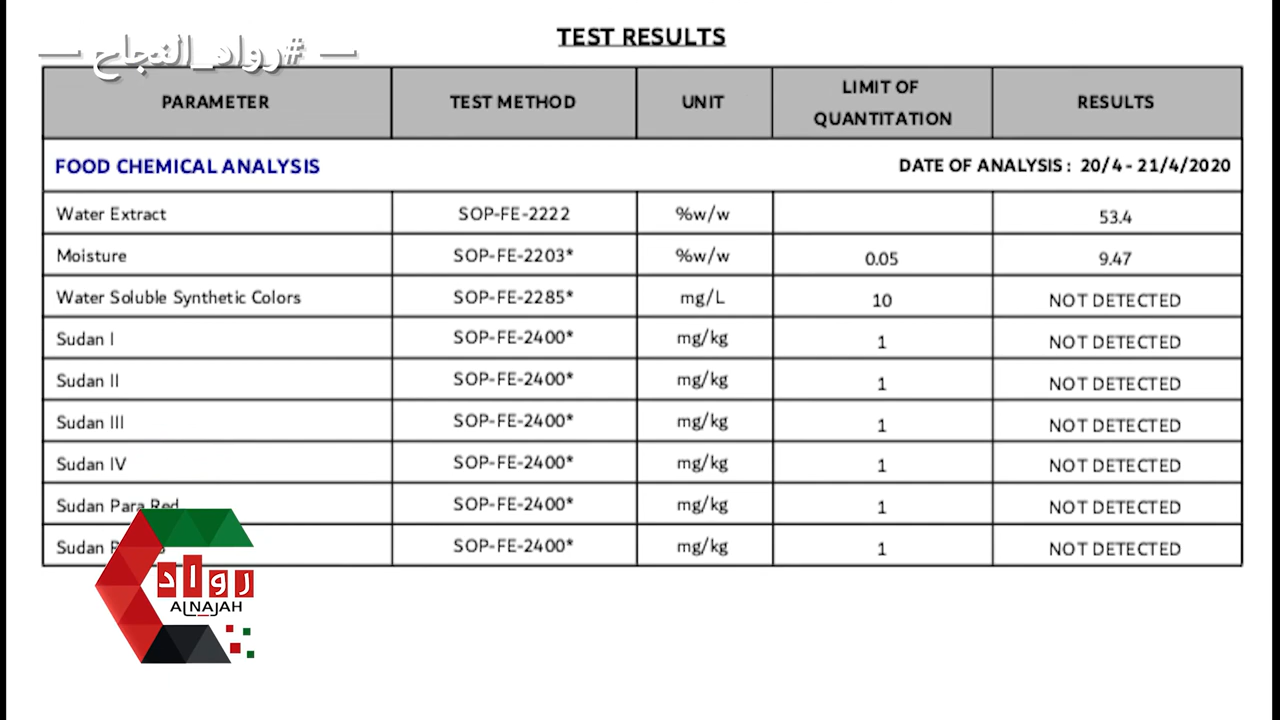 #رواد_النجاح
TEST RESULTS
PARAMETER TEST METHOD UNIT LIMIT OF QUANTITATION RESULTS
FOOD CHEMICAL ANALYSIS DATE OF ANALYSIS : 20/4 - 21/4/2020
Water Extract SOP-FE-2222 %w/w 53.4
Moisture SOP-FE-2203* %w/w 0.05 9.47
Water Soluble Synthetic Colors SOP-FE-2285* mg/L 10 NOT DETECTED
Sudan I SOP-FE-2400* mg/kg 1 NOT DETECTED
Sudan II SOP-FE-2400* mg/kg 1 NOT DETECTED
Sudan III SOP-FE-2400* mg/kg 1 NOT DETECTED
Sudan IV SOP-FE-2400* mg/kg 1 NOT DETECTED
Sudan Para Red SOP-FE-2400* mg/kg 1 NOT DETECTED
Sudan SOP-FE-2400* mg/kg 1 NOT DETECTED
رواد
ALNAJAH